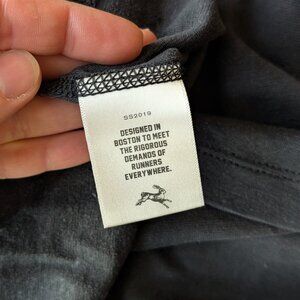 SS2019
DESIGNED IN
BOSTON TO MEET
THE RIGOROUS
DEMANDS OF
RUNNERS
EVERYWHERE.